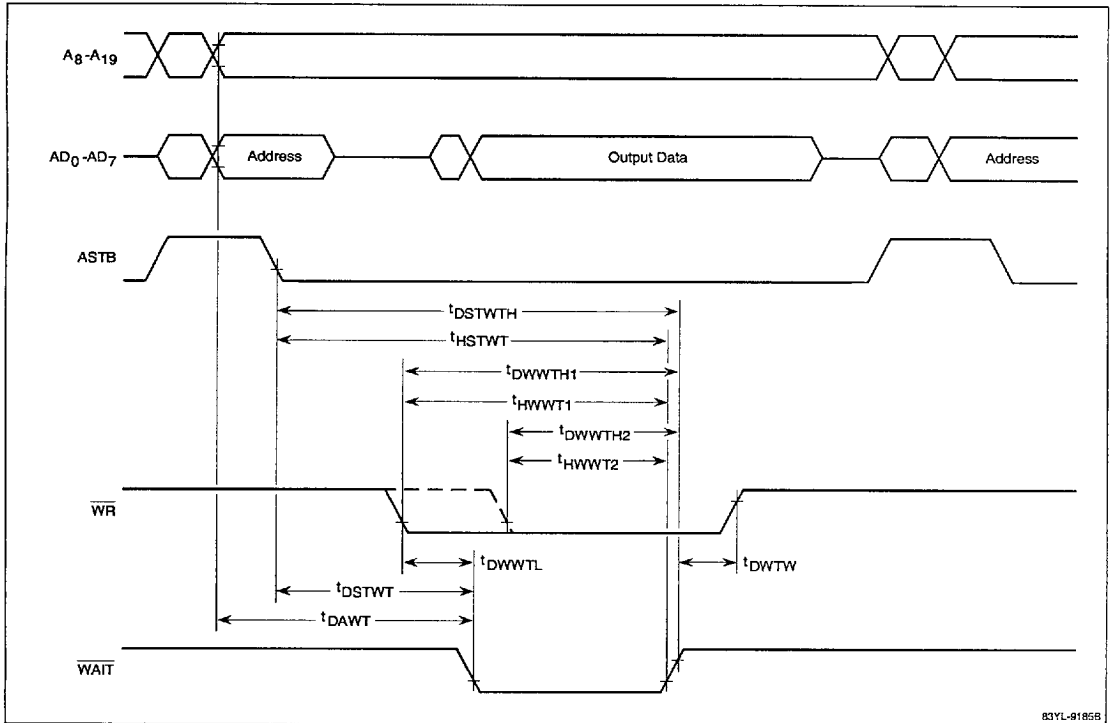 A8-A19
AD0-AD7
Address
Output Data
Address
ASTB
tDSTWTH
tHSTWT
tDWWTH1
tHWWT1
tDWWTH2
tHWWT2
WR
tDWWTL
tDWTW
tDSTWT
tDAWT
WAIT
83YL-9185B